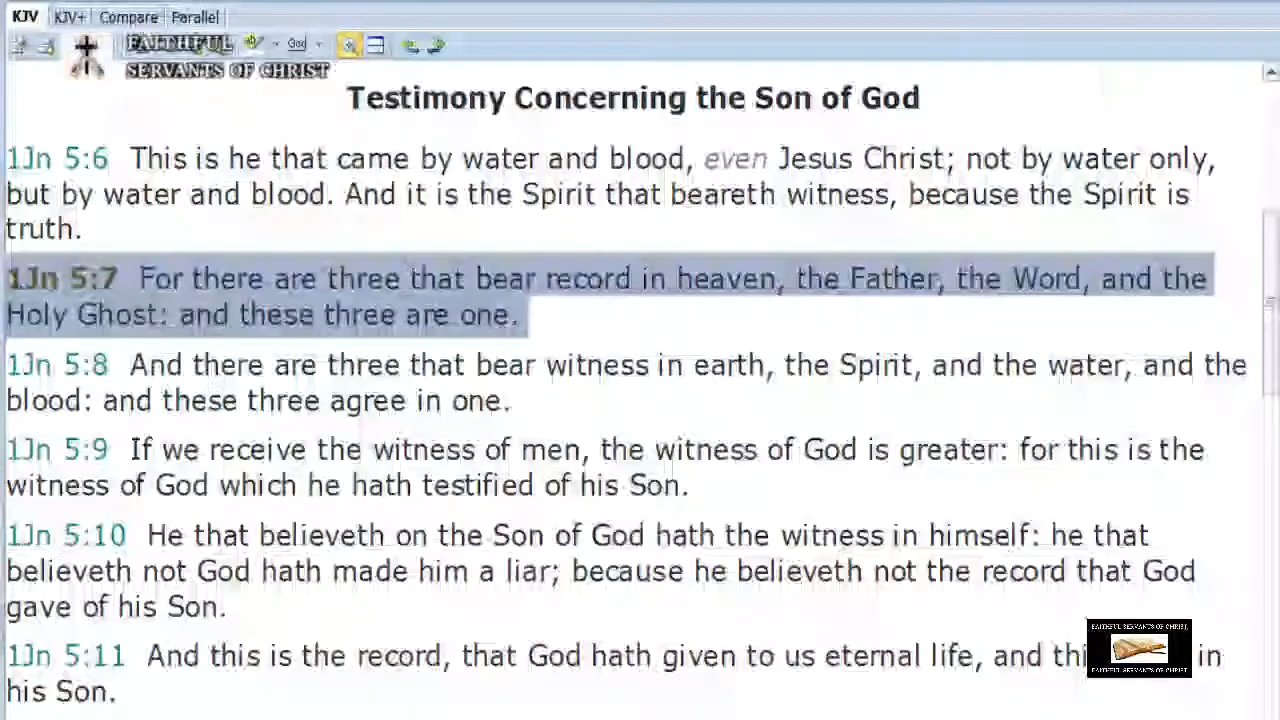 KJV KJV+ Compare Parallel
FAITHFUL God
SERVANTS OF CHRIST
Testimony Concerning the Son of God
1Jn 5:6 This is he that came by water and blood, even Jesus Christ; not by water only,
but by water and blood. And it is the Spirit that beareth witness, because the Spirit is
truth.
1Jn 5:7 For there are three that bear record in heaven, the Father, the Word, and the
Holy Ghost: and these three are one.
1Jn 5:8 And there are three that bear witness in earth, the Spirit, and the water, and the
blood: and these three agree in one.
1Jn 5:9 If we receive the witness of men, the witness of God is greater: for this is the
witness of God which he hath testified of his Son.
1Jn 5:10 He that believeth on the Son of God hath the witness in himself: he that
believeth not God hath made him a liar; because he believeth not the record that God
gave of his Son.
FAITHFUL SERVANTS OF CHRIST
1Jn 5:11 And this is the record, that God hath given to us eternal life, and thi in
FAITHFUL SERVANTS OF CHRIST
his Son.